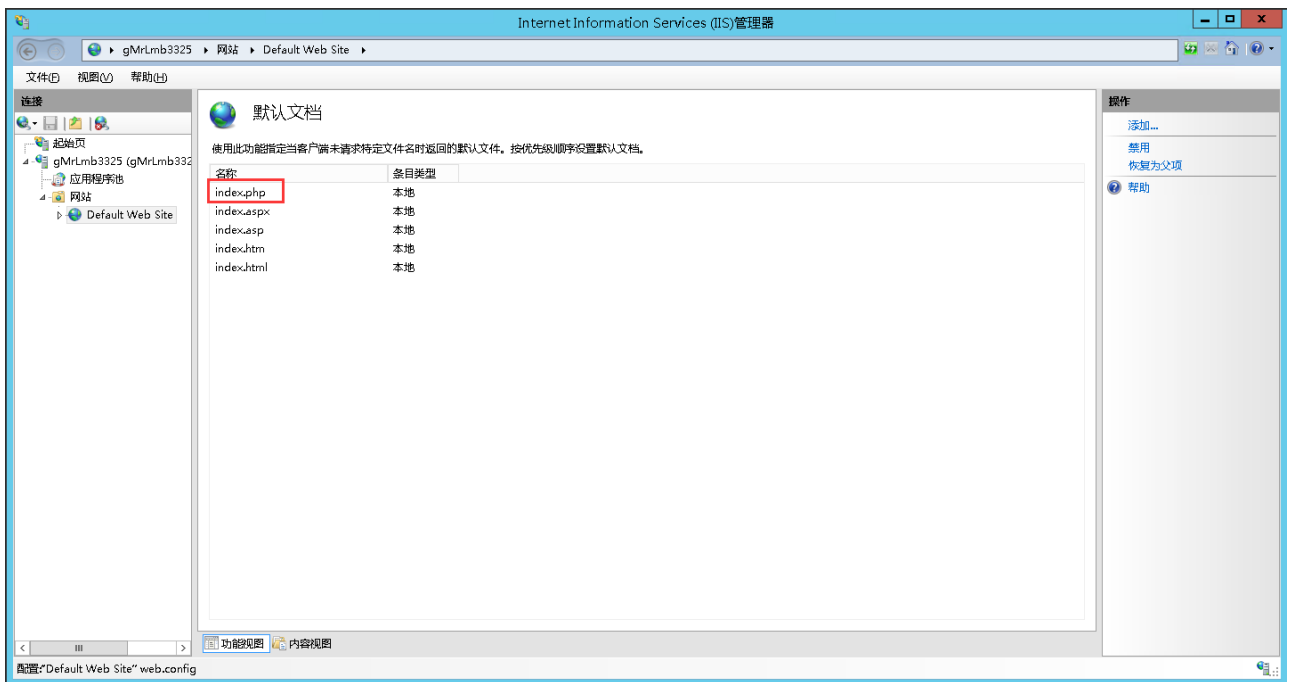 Internet Information Services (IIS)管理器
gMrLmb3325 ▸ 网站 ▸ Default Web Site ▸
文件(F) 视图(V) 帮助(H)
连接
起始页
gMrLmb3325 (gMrLmb332
应用程序池
网站
Default Web Site
默认文档
使用此功能指定当客户端未请求特定文件名时返回的默认文件。按优先级顺序设置默认文档。
名称 条目类型
index.php 本地
index.aspx 本地
index.asp 本地
index.htm 本地
index.html 本地
操作
添加...
禁用
恢复为父项
帮助
功能视图 内容视图
配置:"Default Web Site" web.config